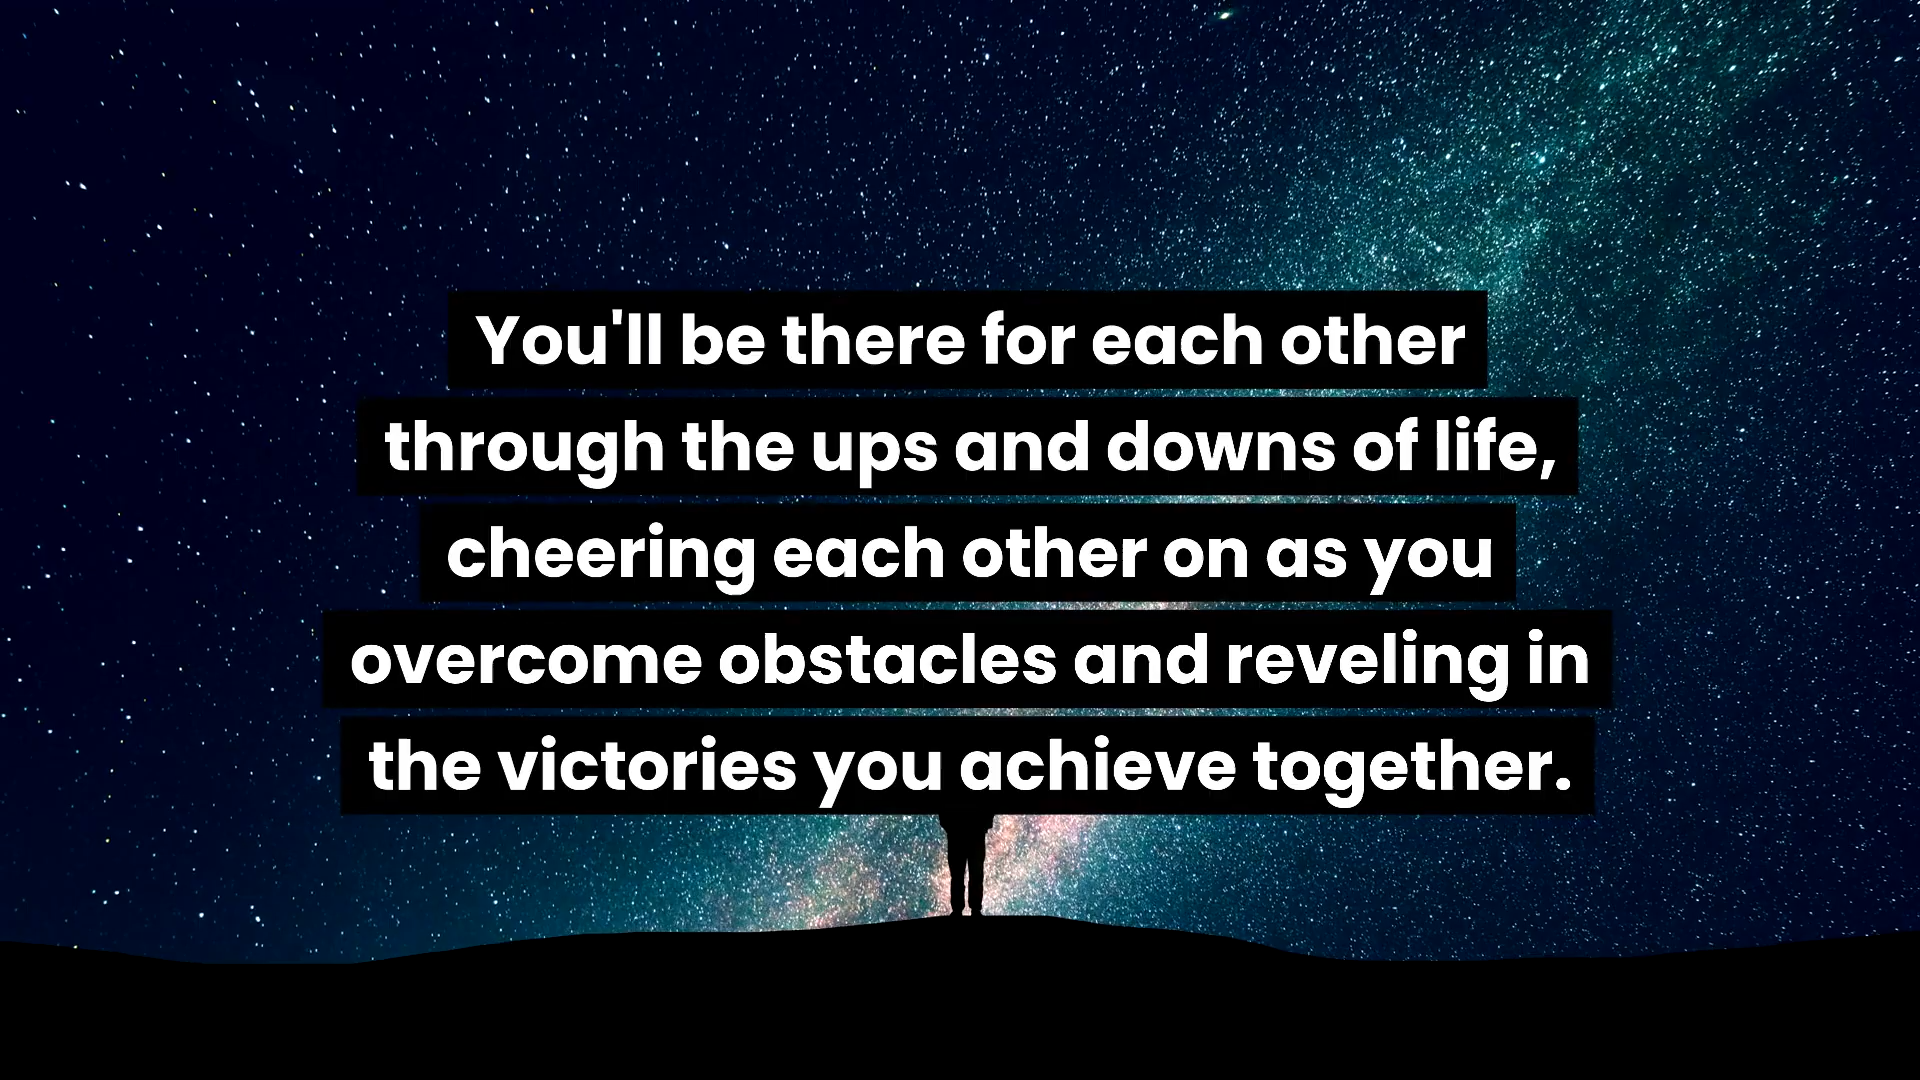 You'll be there for each other
through the ups and downs of life,
cheering each other on as you
overcome obstacles and reveling in
the victories you achieve together.